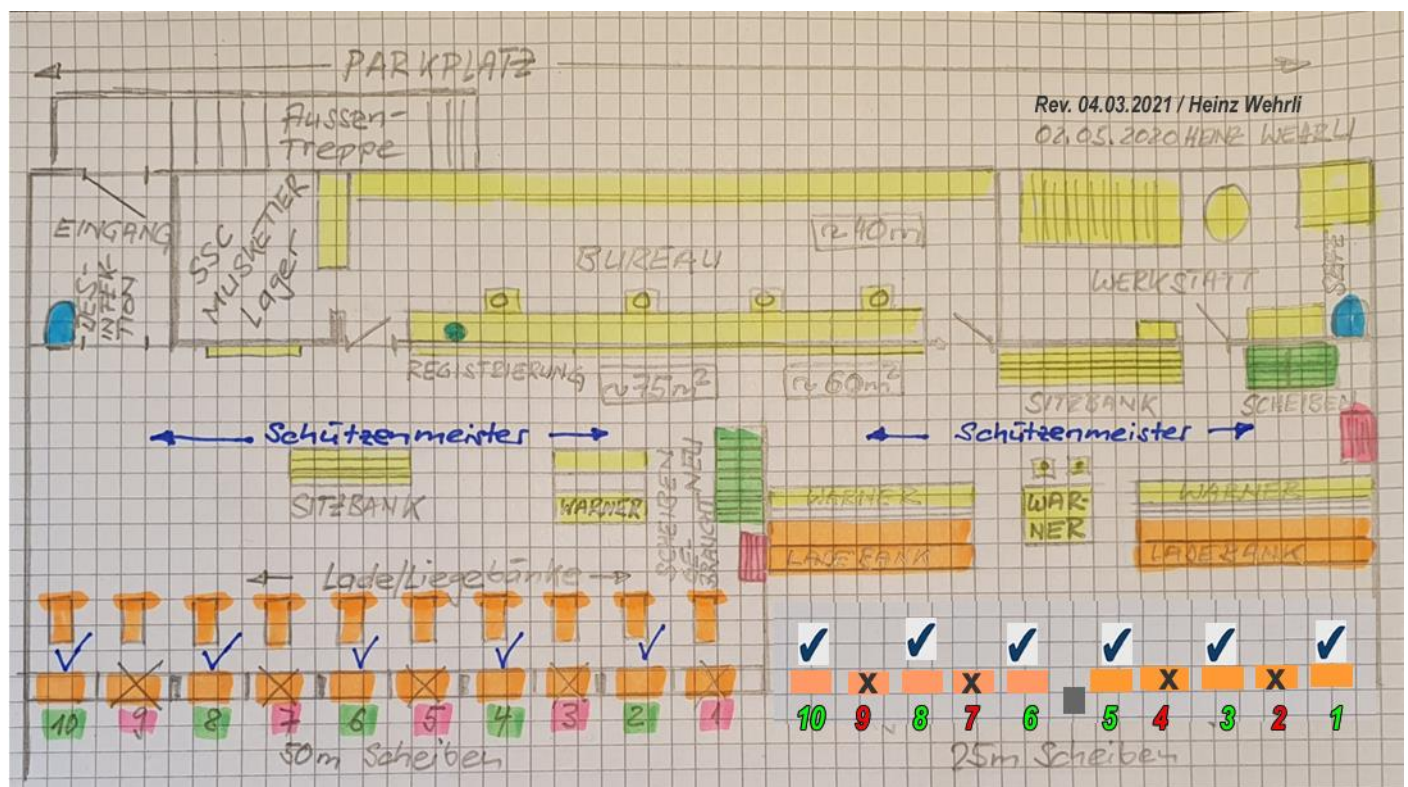 PARKPLATZ
Rev. 04.03.2021 / Heinz Wehrli
02.05.2020 HEINZ WEHRLI
Aussen-
treppe
EINGANG
SSC
MUSKETIER
Lager
DES-
INFEK-
TION
BUREAU
~40m
WERKSTATT
REGISTRIERUNG
~75m²
~60m²
SITZBANK
SCHEIBEN
Schützenmeister
Schützenmeister
SITZBANK
WARNER
SCHEIBEN
GE-
BRAUCHT NEU
WARNER
LADEBANK
WAR-
NER
WARNER
LADEBANK
Lade/Liegebänke
10 9 8 7 6 5 4 3 2 1
50m Scheiben
X X X X
10 9 8 7 6 5 4 3 2 1
25m Scheiben